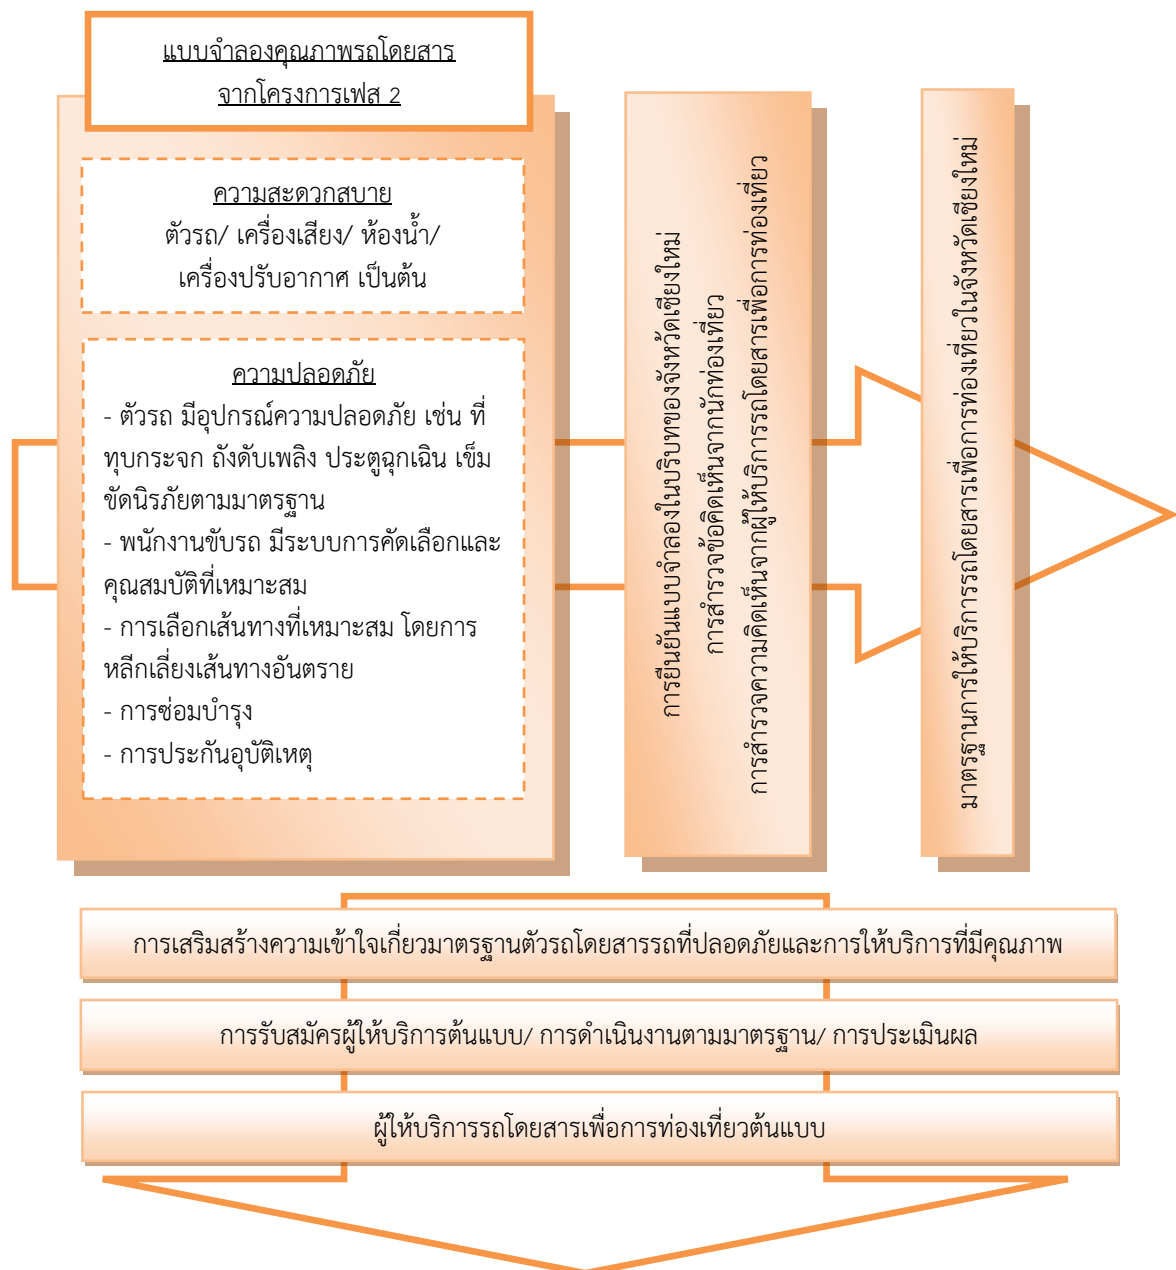 แบบจำลองคุณภาพรถโดยสาร
จากโครงการเฟส 2
ความสะดวกสบาย
ตัวรถ/ เครื่องเสียง/ ห้องน้ำ/
เครื่องปรับอากาศ เป็นต้น
ความปลอดภัย
- ตัวรถ มีอุปกรณ์ความปลอดภัย เช่น ที่
ทุบกระจก ถังดับเพลิง ประตูฉุกเฉิน เข็ม
ขัดนิรภัยตามมาตรฐาน
- พนักงานขับรถ มีระบบการคัดเลือกและ
คุณสมบัติที่เหมาะสม
- การเลือกเส้นทางที่เหมาะสม โดยการ
หลีกเลี่ยงเส้นทางอันตราย
- การซ่อมบำรุง
- การประกันอุบัติเหตุ
การยืนยันแบบจำลองในบริบทของจังหวัดเชียงใหม่
การสำรวจข้อคิดเห็นจากนักท่องเที่ยว
การสำรวจความคิดเห็นจากผู้ให้บริการรถโดยสารเพื่อการท่องเที่ยว
มาตรฐานการให้บริการรถโดยสารเพื่อการท่องเที่ยวในจังหวัดเชียงใหม่
การเสริมสร้างความเข้าใจเกี่ยวมาตรฐานตัวรถโดยสารรถที่ปลอดภัยและการให้บริการที่มีคุณภาพ
การรับสมัครผู้ให้บริการต้นแบบ/ การดำเนินงานตามมาตรฐาน/ การประเมินผล
ผู้ให้บริการรถโดยสารเพื่อการท่องเที่ยวต้นแบบ